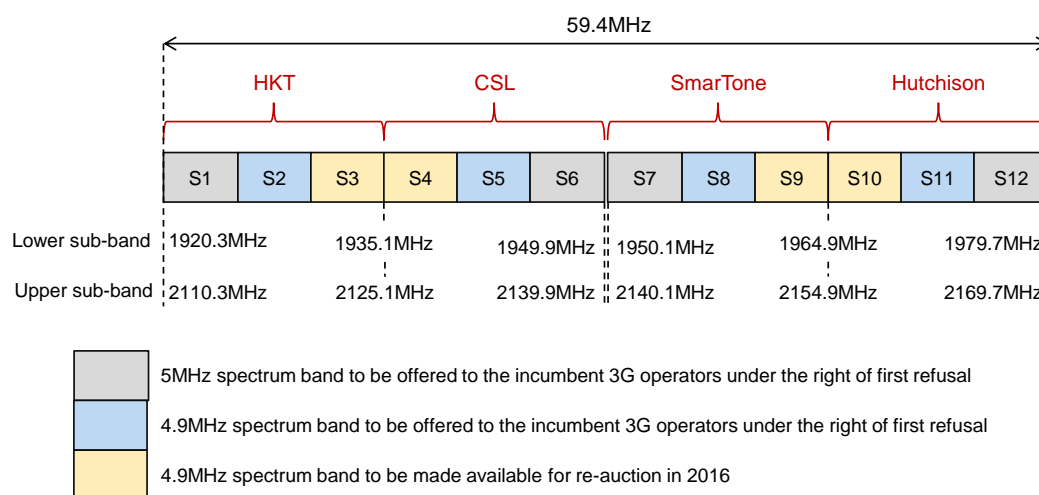 59.4MHz
HKT CSL SmarTone Hutchison
S1 S2 S3 S4 S5 S6 S7 S8 S9 S10 S11 S12
Lower sub-band 1920.3MHz 1935.1MHz 1949.9MHz 1950.1MHz 1964.9MHz 1979.7MHz
Upper sub-band 2110.3MHz 2125.1MHz 2139.9MHz 2140.1MHz 2154.9MHz 2169.7MHz
5MHz spectrum band to be offered to the incumbent 3G operators under the right of first refusal
4.9MHz spectrum band to be offered to the incumbent 3G operators under the right of first refusal
4.9MHz spectrum band to be made available for re-auction in 2016